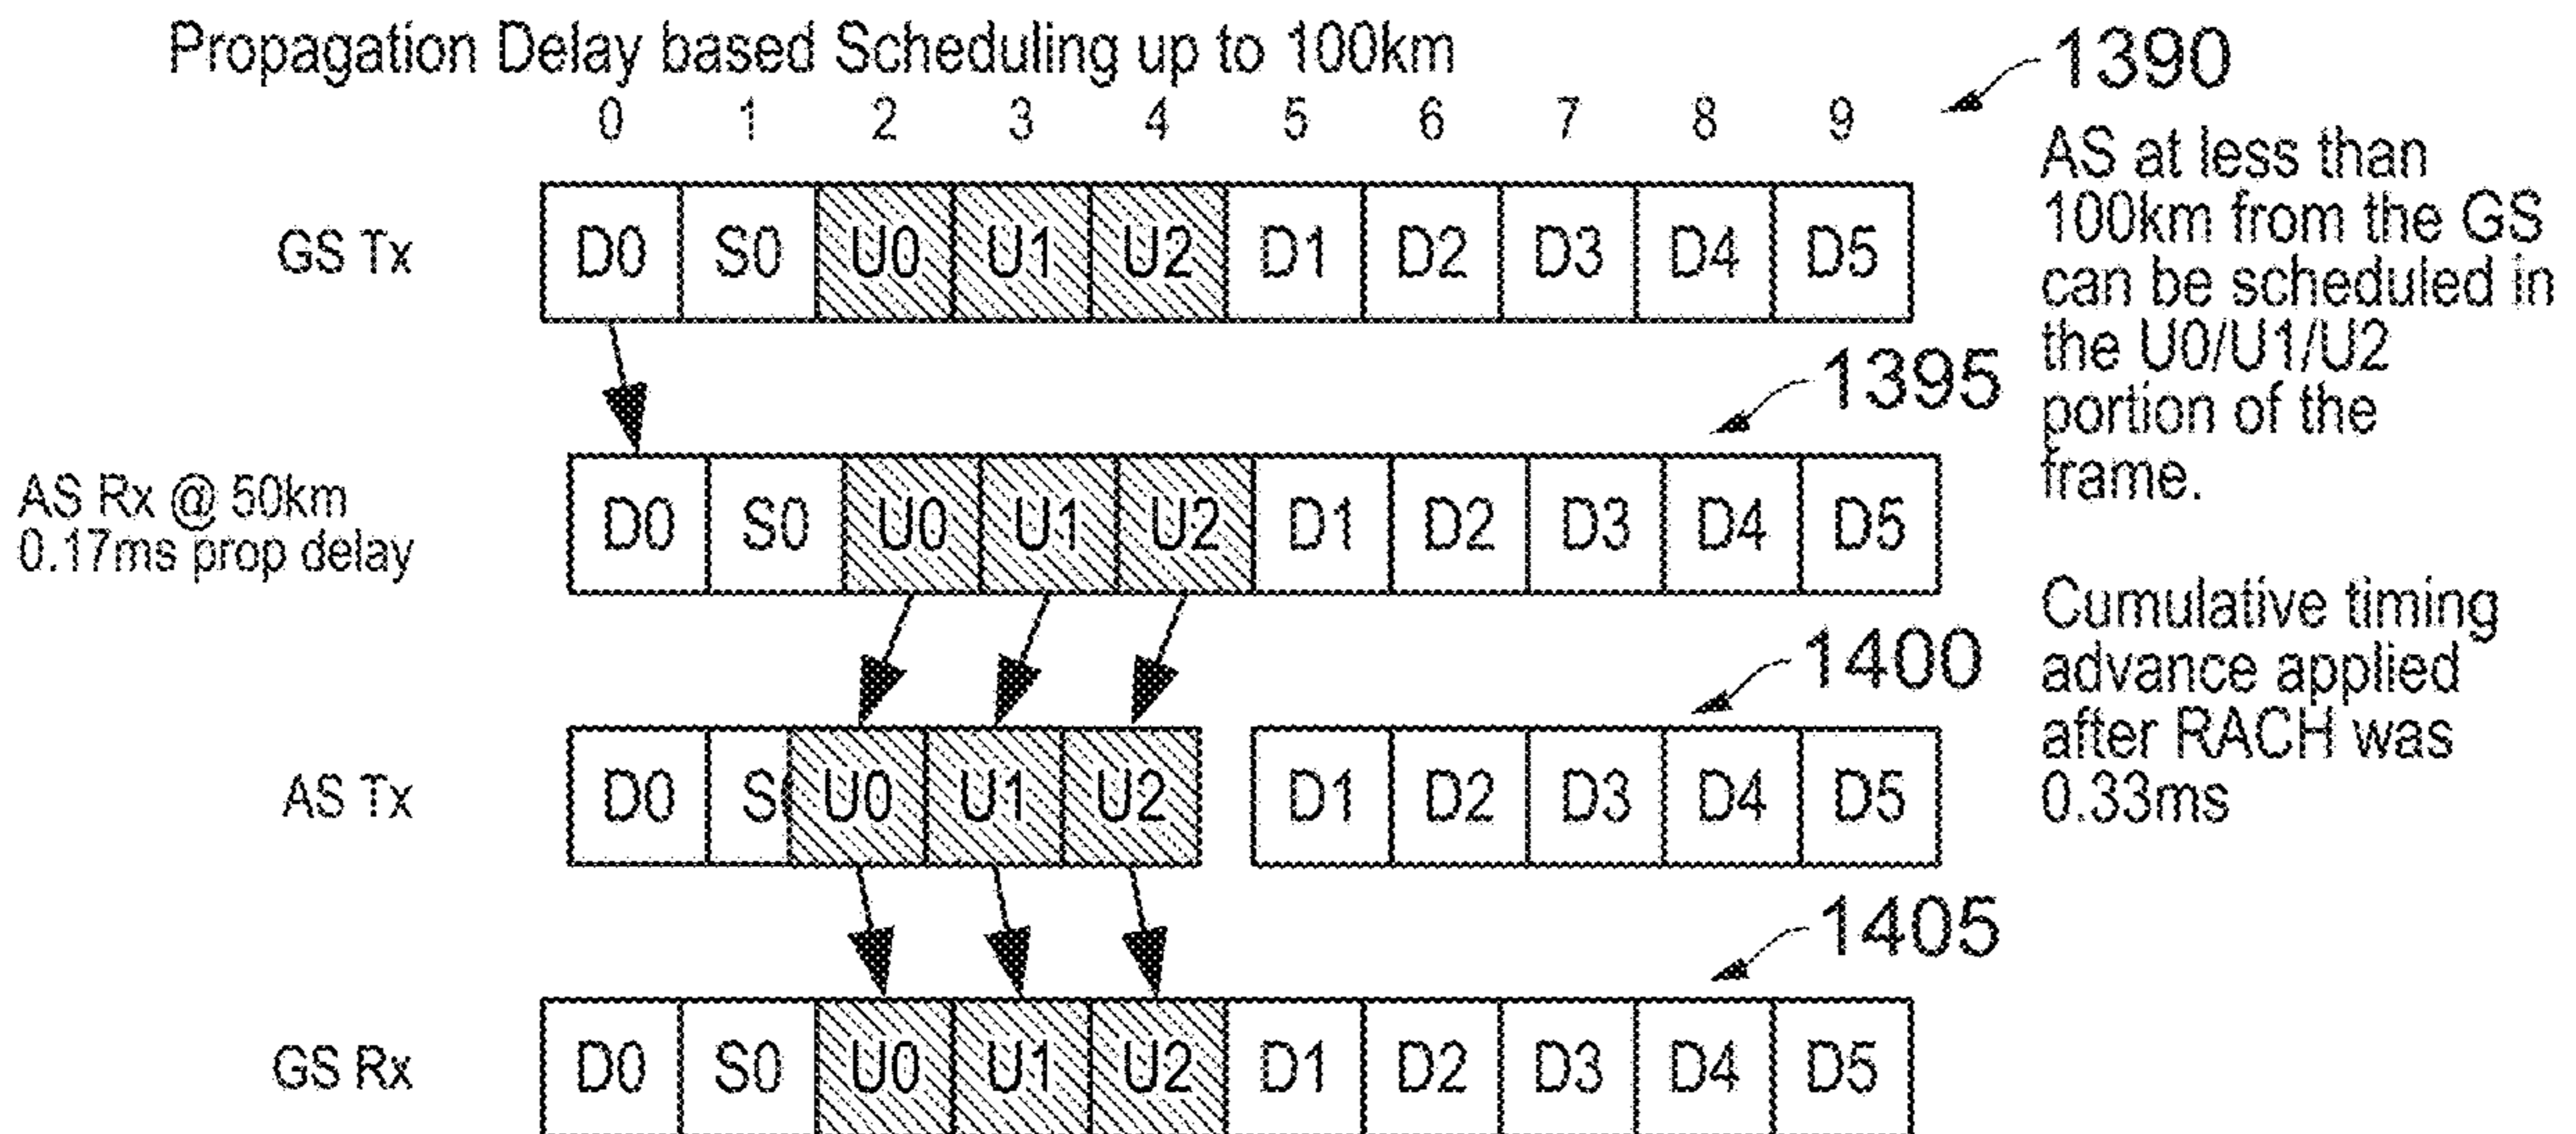 Propagation Delay based Scheduling up to 100km
0 1 2 3 4 5 6 7 8 9
1390
GS Tx D0 S0 U0 U1 U2 D1 D2 D3 D4 D5
AS at less than
100km from the GS
can be scheduled in
the U0/U1/U2
portion of the
frame.
1395
AS Rx @ 50km
0.17ms prop delay
D0 S0 U0 U1 U2 D1 D2 D3 D4 D5
Cumulative timing
advance applied
after RACH was
0.33ms
1400
AS Tx D0 S U0 U1 U2 D1 D2 D3 D4 D5
1405
GS Rx D0 S0 U0 U1 U2 D1 D2 D3 D4 D5